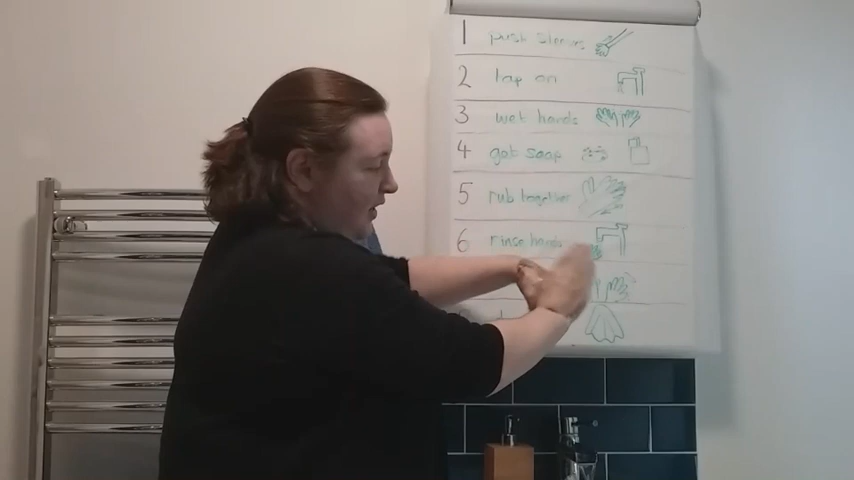 1 push sleeves
2 tap on
3 wet hands
4 get soap
5 rub together
6 rinse hands